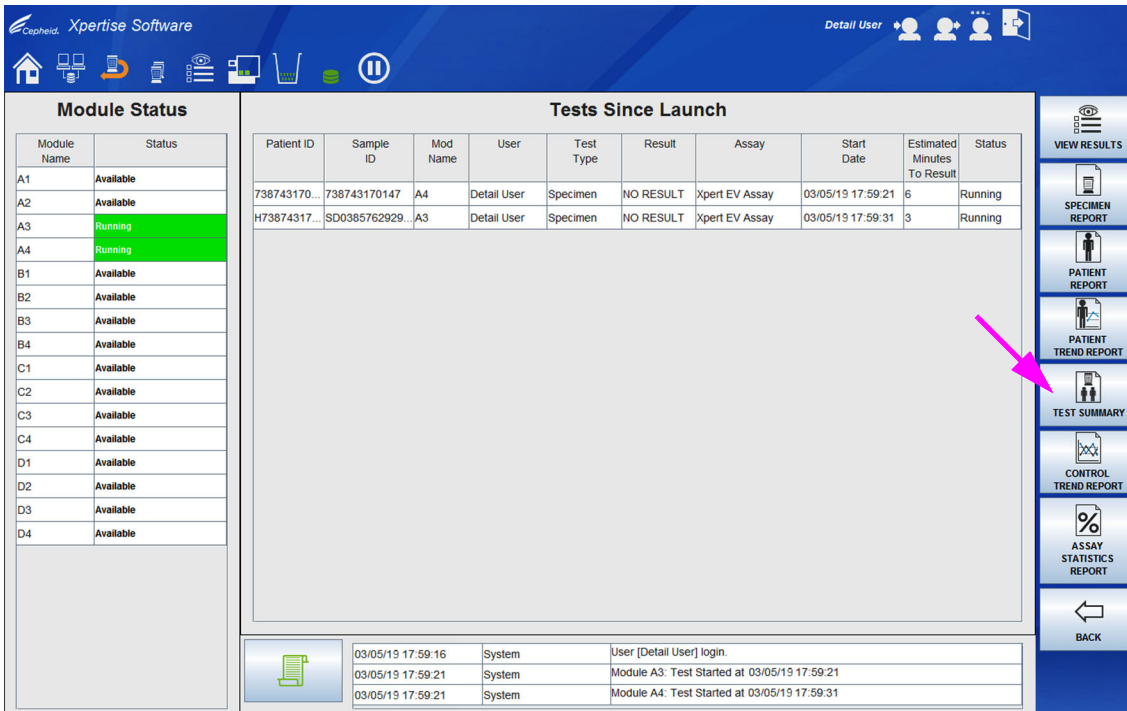 Cepheid. Xpertise Software
Detail User
Module Status
Module Name Status
A1 Available
A2 Available
A3 Running
A4 Running
B1 Available
B2 Available
B3 Available
B4 Available
C1 Available
C2 Available
C3 Available
C4 Available
D1 Available
D2 Available
D3 Available
D4 Available
Tests Since Launch
Patient ID Sample ID Mod Name User Test Type Result Assay Start Date Estimated Minutes To Result Status
738743170... 738743170147 A4 Detail User Specimen NO RESULT Xpert EV Assay 03/05/19 17:59:21 6 Running
H73874317... SD0385762929... A3 Detail User Specimen NO RESULT Xpert EV Assay 03/05/19 17:59:31 3 Running
03/05/19 17:59:16 System User [Detail User] login.
03/05/19 17:59:21 System Module A3: Test Started at 03/05/19 17:59:21
03/05/19 17:59:21 System Module A4: Test Started at 03/05/19 17:59:31
VIEW RESULTS
SPECIMEN
REPORT
PATIENT
REPORT
PATIENT
TREND REPORT
TEST SUMMARY
CONTROL
TREND REPORT
%
ASSAY
STATISTICS
REPORT
BACK